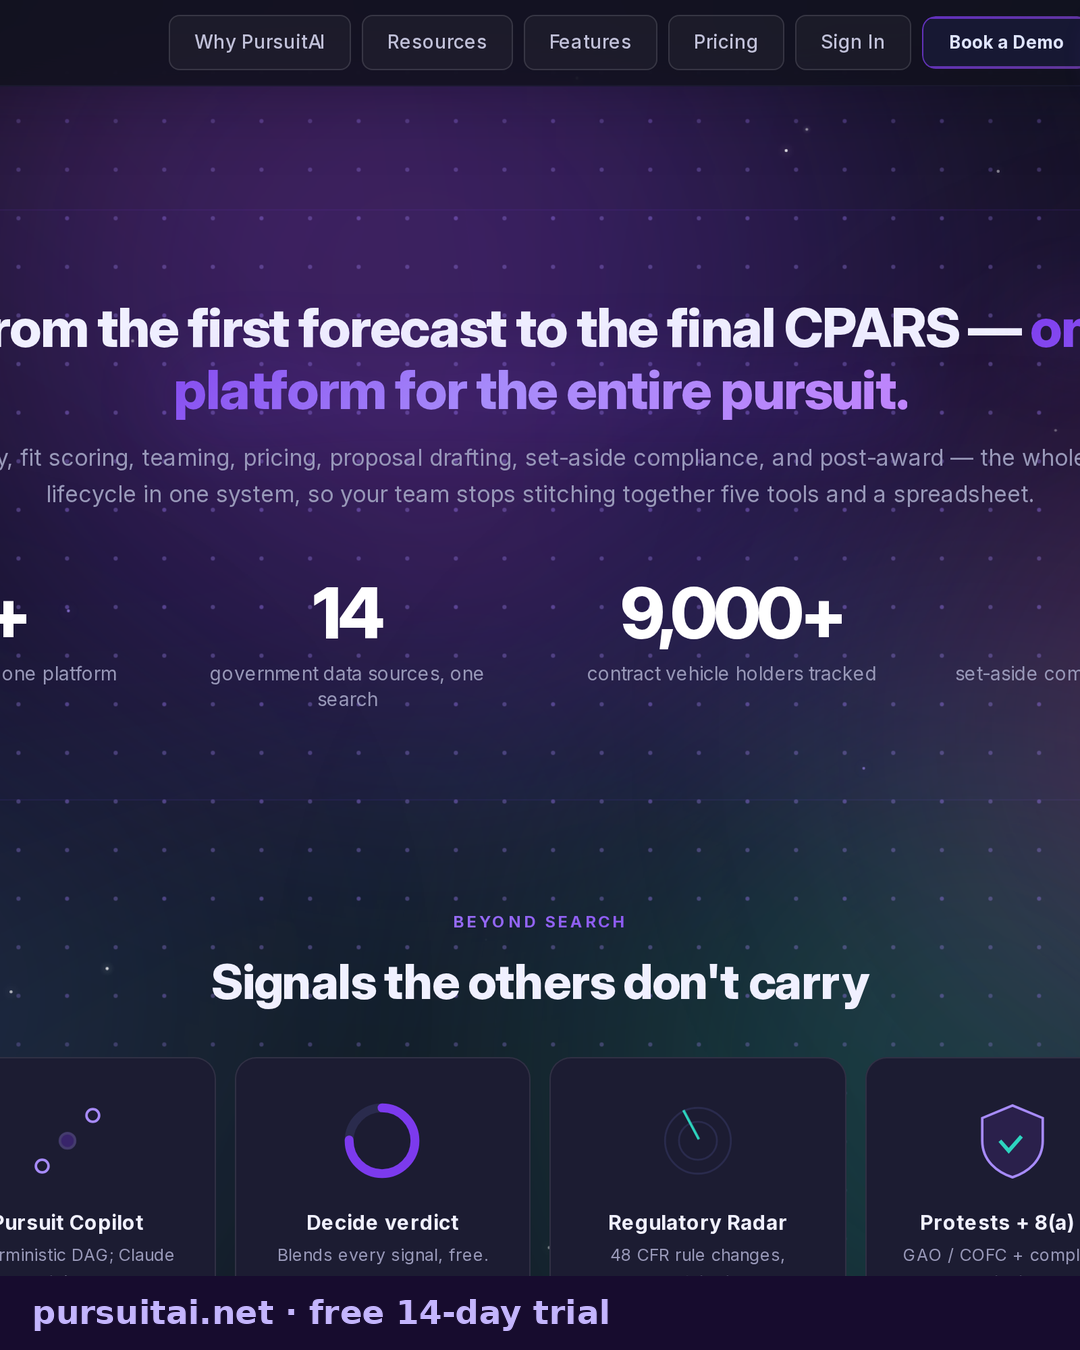 Why PursuitAI
Resources
Features
Pricing
Sign In
Book a Demo
rom the first forecast to the final CPARS — on
platform for the entire pursuit.
y, fit scoring, teaming, pricing, proposal drafting, set-aside compliance, and post-award — the whole
lifecycle in one system, so your team stops stitching together five tools and a spreadsheet.
+
one platform
14
government data sources, one
search
9,000+
contract vehicle holders tracked
set-aside com
BEYOND SEARCH
Signals the others don't carry
Pursuit Copilot
rministic DAG; Claude
Decide verdict
Blends every signal, free.
Regulatory Radar
48 CFR rule changes,
Protests + 8(a)
GAO / COFC + compl
pursuitai.net · free 14-day trial